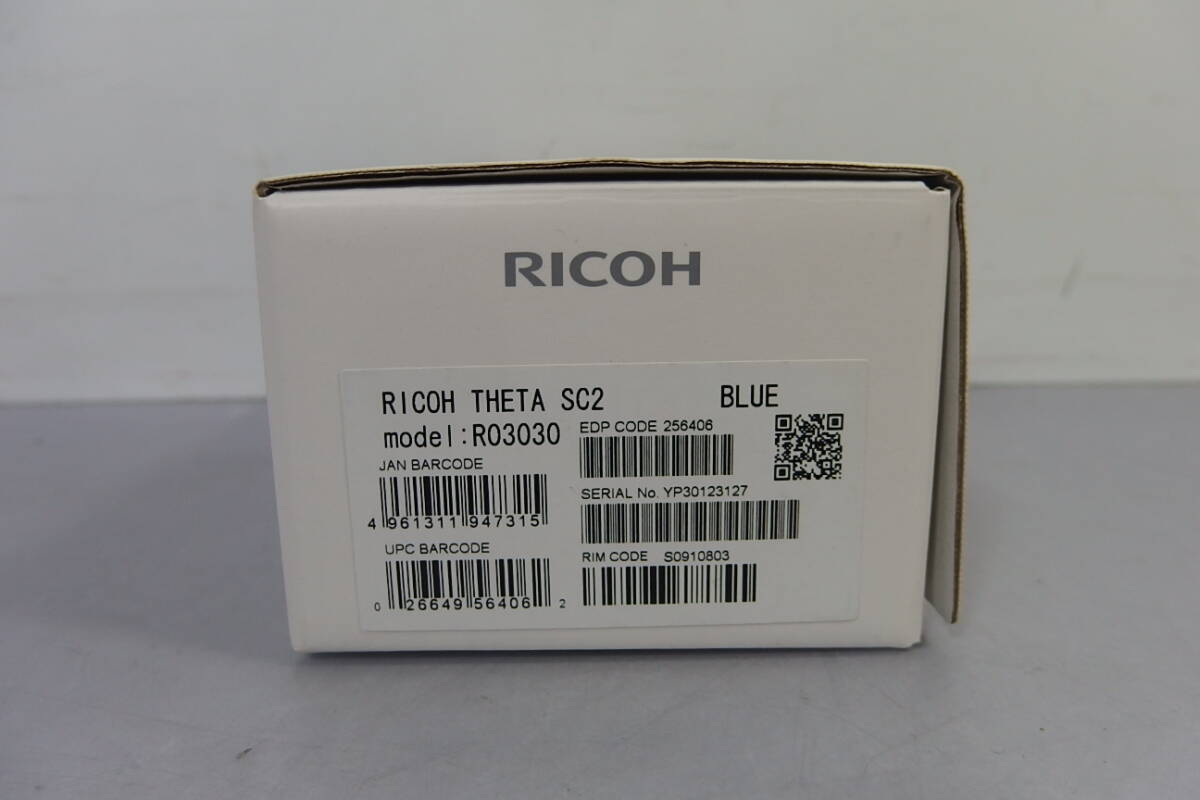 RICOH
RICOH THETA SC2 BLUE
model:R03030
EDP CODE 256406
JAN BARCODE
4 961311 947315
SERIAL No. YP30123127
UPC BARCODE
0 26649 56406 2
RIM CODE S0910803